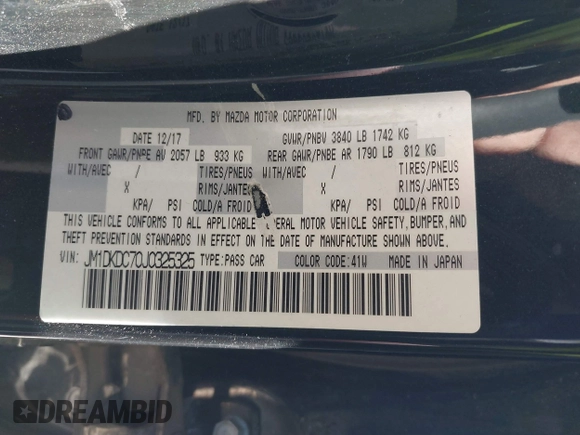 MFD. BY MAZDA MOTOR CORPORATION
DATE 12/17 GVWR/PNBV 3840 LB 1742 KG
FRONT GAWR/PNBE AV 2057 LB 933 KG REAR GAWR/PNBE AR 1790 LB 812 KG
WITH/AVEC / TIRES/PNEUS WITH/AVEC / TIRES/PNEUS
X RIMS/JANTES X RIMS/JANTES
KPA/ PSI COLD/A FROID KPA/ PSI COLD/A FROID
THIS VEHICLE CONFORMS TO ALL APPLICABLE ERAL MOTOR VEHICLE SAFETY, BUMPER, AND
THEFT PREVENTION STANDARDS IN EFFECT ON THE DATE OF MANUFACTURE SHOWN ABOVE.
VIN: JM1DKDC70J0325325 TYPE:PASS CAR COLOR CODE:41W MADE IN JAPAN
DREAMBID